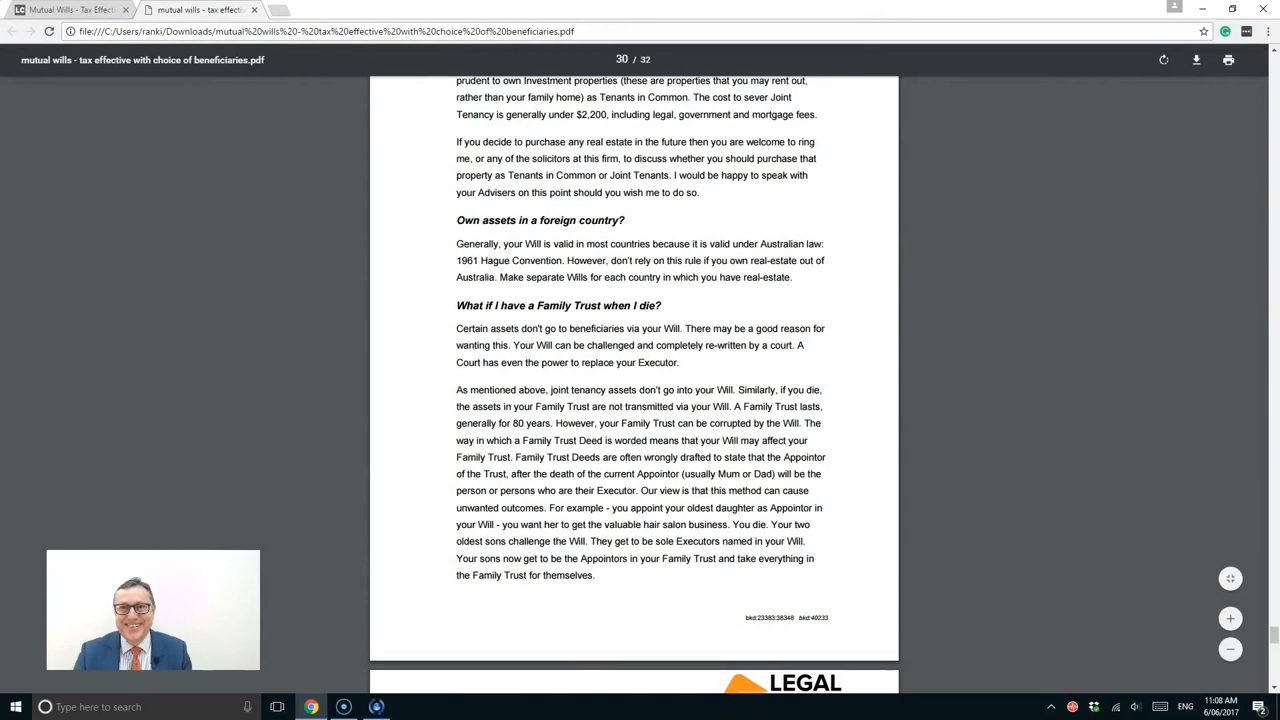 Mutual Wills - Tax Effec
mutual wills - tax effecti
file:///C:/Users/ranki/Downloads/mutual%20wills%20-%20tax%20effective%20with%20choice%20of%20beneficiaries.pdf
mutual wills - tax effective with choice of beneficiaries.pdf
30 / 32
prudent to own Investment properties (these are properties that you may rent out,
rather than your family home) as Tenants in Common. The cost to sever Joint
Tenancy is generally under $2,200, including legal, government and mortgage fees.
If you decide to purchase any real estate in the future then you are welcome to ring
me, or any of the solicitors at this firm, to discuss whether you should purchase that
property as Tenants in Common or Joint Tenants. I would be happy to speak with
your Advisers on this point should you wish me to do so.
Own assets in a foreign country?
Generally, your Will is valid in most countries because it is valid under Australian law:
1961 Hague Convention. However, don't rely on this rule if you own real-estate out of
Australia. Make separate Wills for each country in which you have real-estate.
What if I have a Family Trust when I die?
Certain assets don't go to beneficiaries via your Will. There may be a good reason for
wanting this. Your Will can be challenged and completely re-written by a court. A
Court has even the power to replace your Executor.
As mentioned above, joint tenancy assets don't go into your Will. Similarly, if you die,
the assets in your Family Trust are not transmitted via your Will. A Family Trust lasts,
generally for 80 years. However, your Family Trust can be corrupted by the Will. The
way in which a Family Trust Deed is worded means that your Will may affect your
Family Trust. Family Trust Deeds are often wrongly drafted to state that the Appointor
of the Trust, after the death of the current Appointor (usually Mum or Dad) will be the
person or persons who are their Executor. Our view is that this method can cause
unwanted outcomes. For example - you appoint your oldest daughter as Appointor in
your Will - you want her to get the valuable hair salon business. You die. Your two
oldest sons challenge the Will. They get to be sole Executors named in your Will.
Your sons now get to be the Appointors in your Family Trust and take everything in
the Family Trust for themselves.
bkd:23383:38348 bkd:40233
LEGAL
Type here to search
ENG
11:08 AM
6/06/2017